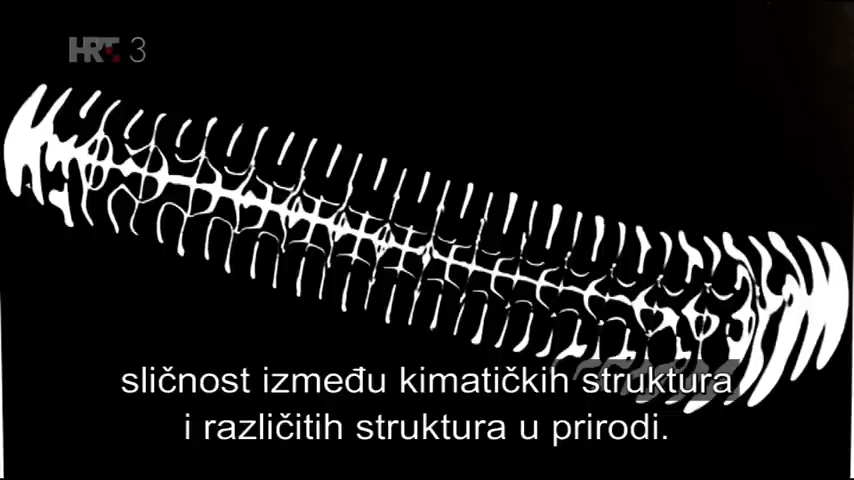 HRT 3
sličnost između kimatičkih struktura
i različitih struktura u prirodi.